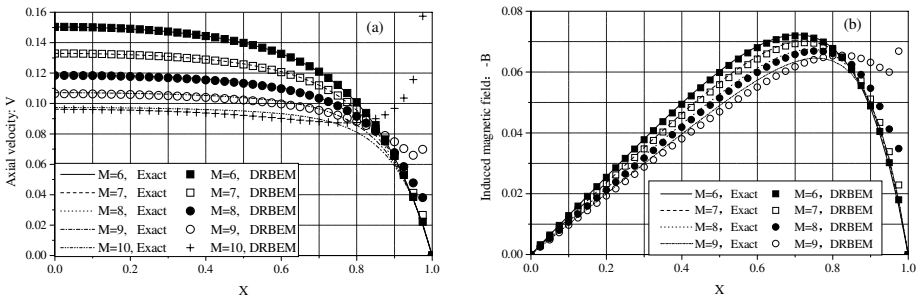 (a)
Axial velocity: V
0.16
0.14
0.12
0.10
0.08
0.06
0.04
0.02
0.00
M=6, Exact
M=7, Exact
M=8, Exact
M=9, Exact
M=10, Exact
M=6, DRBEM
M=7, DRBEM
M=8, DRBEM
M=9, DRBEM
M=10, DRBEM
0.0 0.2 0.4 0.6 0.8 1.0
X
(b)
Induced magnetic field: -B
0.08
0.06
0.04
0.02
0.00
M=6, Exact
M=7, Exact
M=8, Exact
M=9, Exact
M=6, DRBEM
M=7, DRBEM
M=8, DRBEM
M=9, DRBEM
0.0 0.2 0.4 0.6 0.8 1.0
X